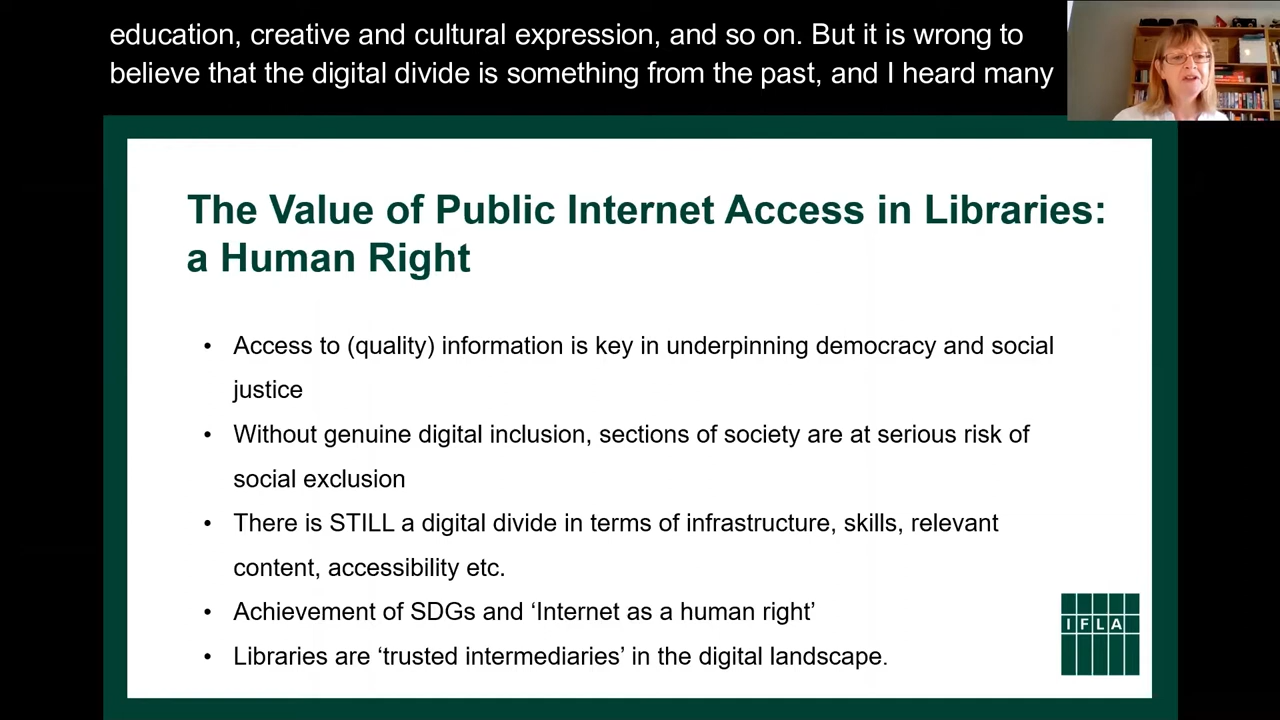 education, creative and cultural expression, and so on. But it is wrong to
believe that the digital divide is something from the past, and I heard many
The Value of Public Internet Access in Libraries:
a Human Right
• Access to (quality) information is key in underpinning democracy and social
justice
• Without genuine digital inclusion, sections of society are at serious risk of
social exclusion
• There is STILL a digital divide in terms of infrastructure, skills, relevant
content, accessibility etc.
• Achievement of SDGs and ‘Internet as a human right’
• Libraries are ‘trusted intermediaries’ in the digital landscape.
IFLA